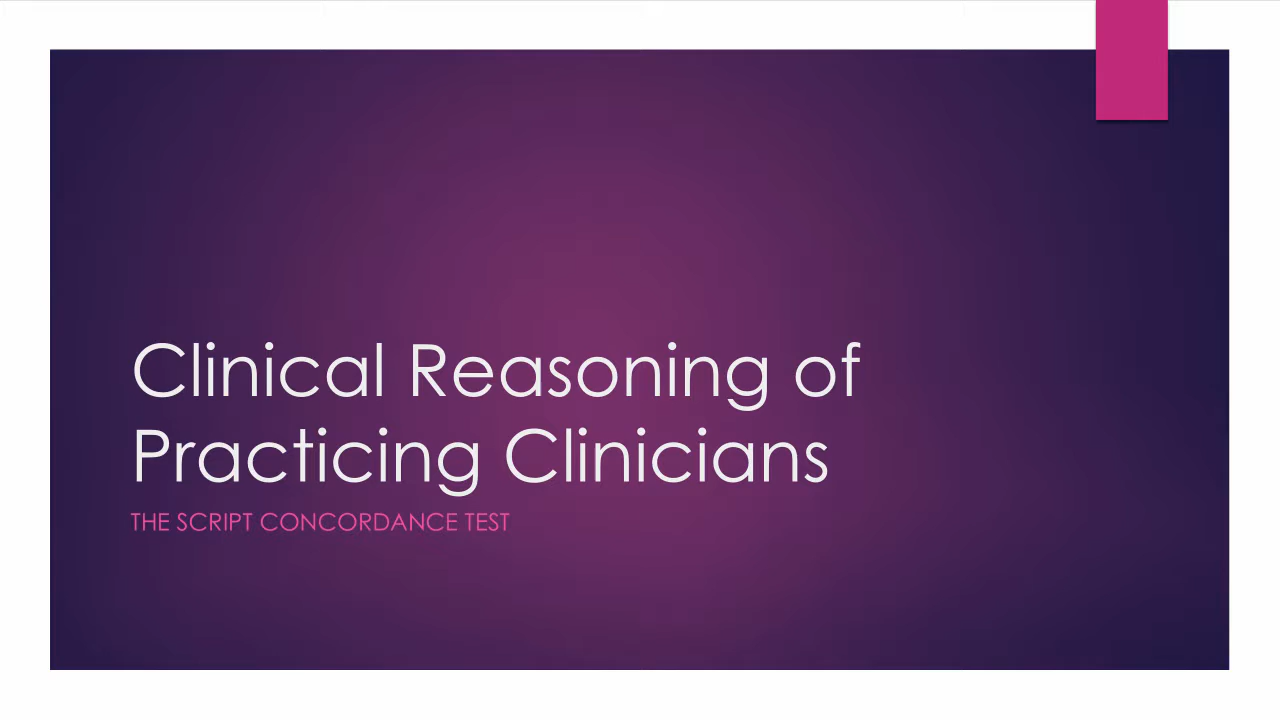 Clinical Reasoning of
Practicing Clinicians
THE SCRIPT CONCORDANCE TEST